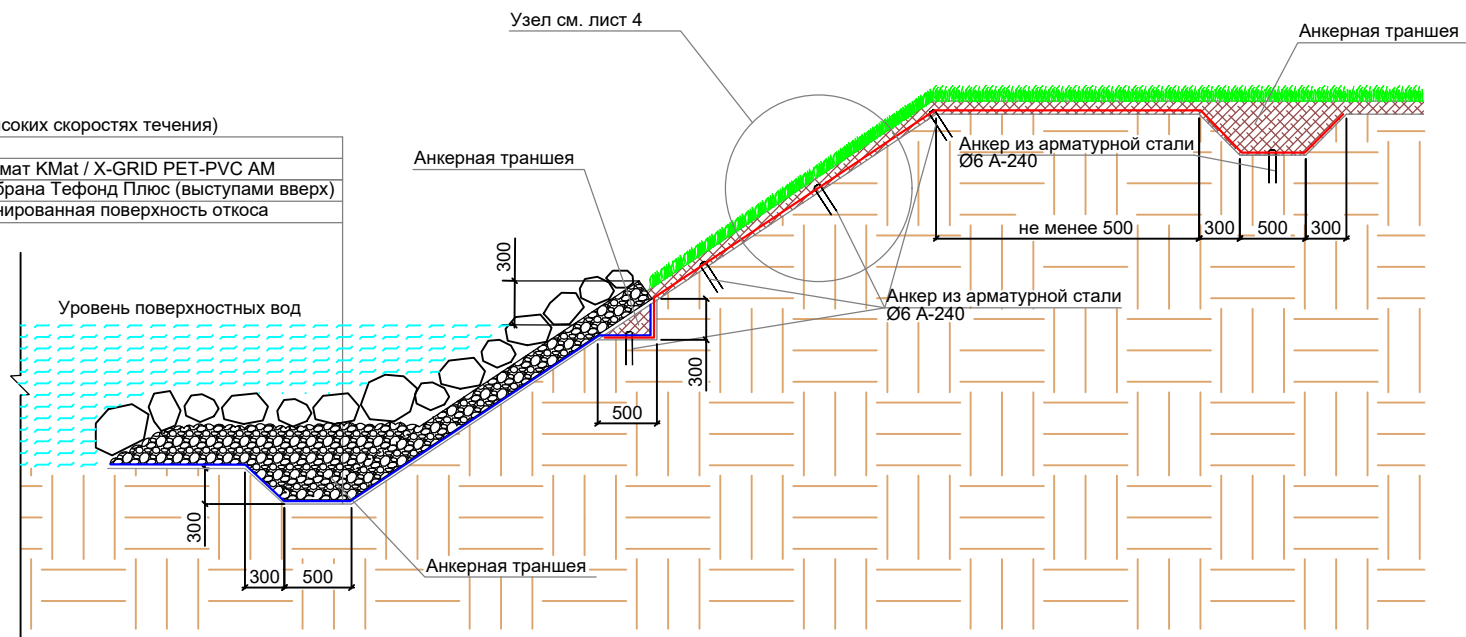 Узел см. лист 4
Анкерная траншея
соких скоростях течения)
мат KMat / X-GRID PET-PVC AM
брана Тефонд Плюс (выступами вверх)
нированная поверхность откоса
Анкерная траншея
Анкер из арматурной стали
Ø6 А-240
не менее 500
300
500
300
300
Уровень поверхностных вод
Анкер из арматурной стали
Ø6 А-240
300
500
300
300
500
Анкерная траншея